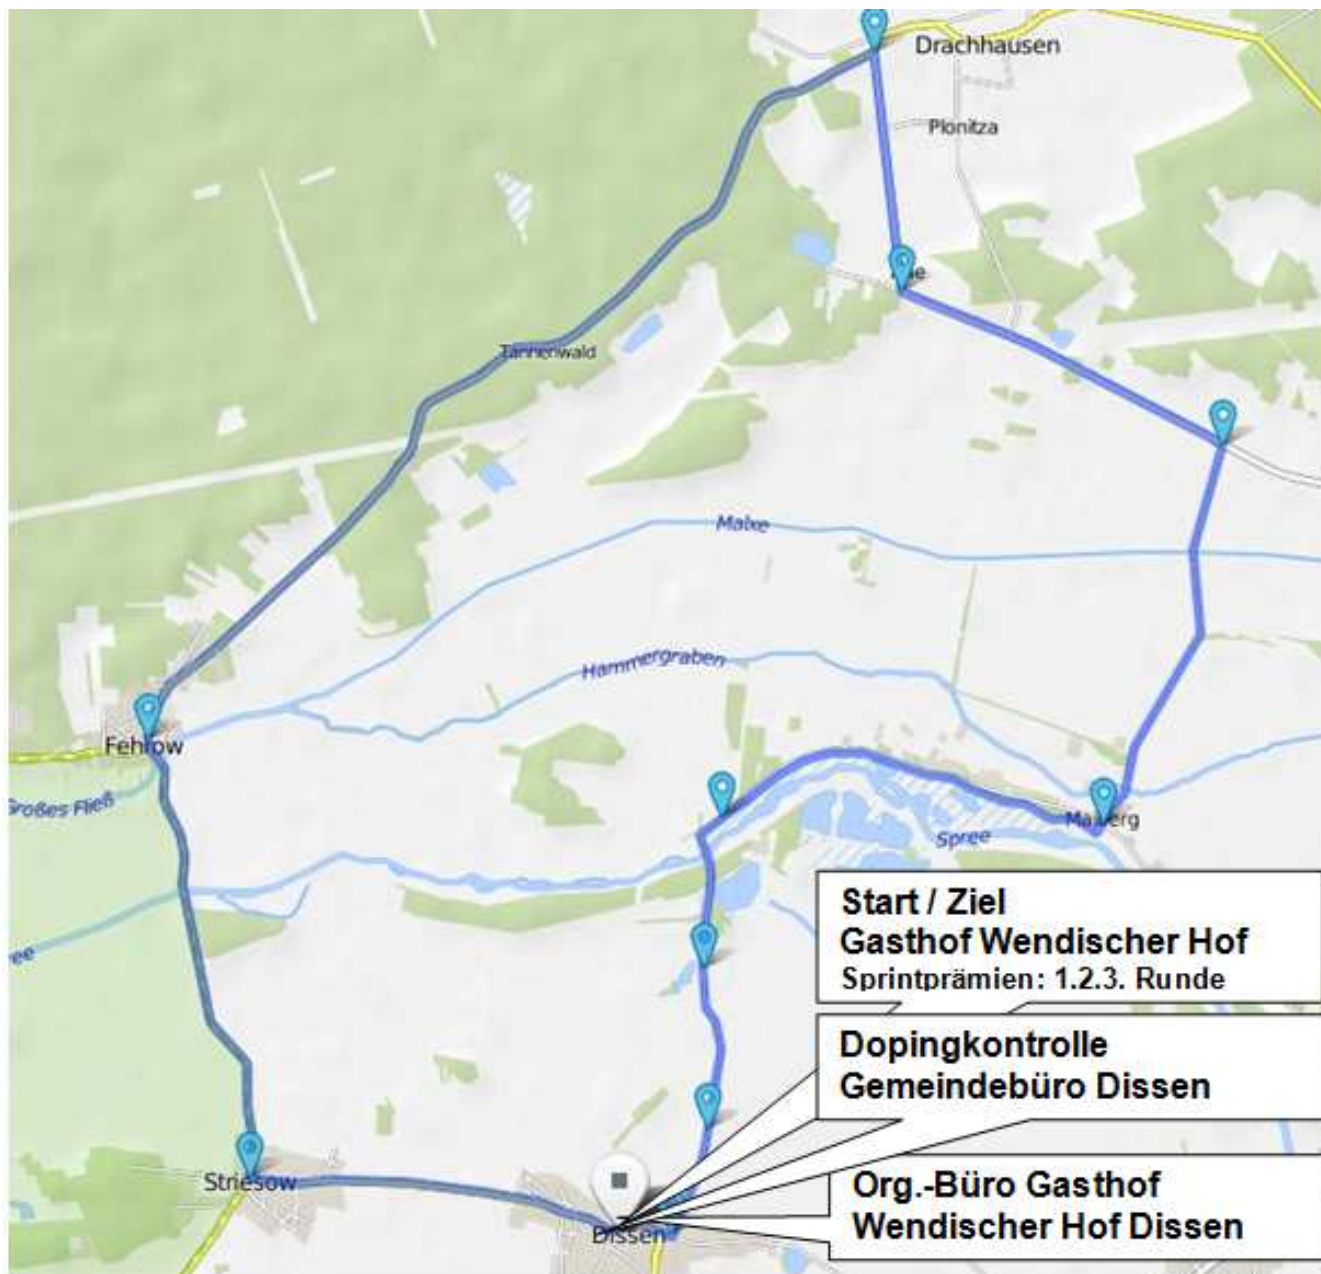 Drachhausen
Plonitza
Tannenwald
Malxe
Hammergraben
Fehrow
Großes Fließ
Spree
Start / Ziel
Gasthof Wendischer Hof
Sprintprämien: 1.2.3. Runde
Dopingkontrolle
Gemeindebüro Dissen
Striesow
Org.-Büro Gasthof
Wendischer Hof Dissen
Dissen